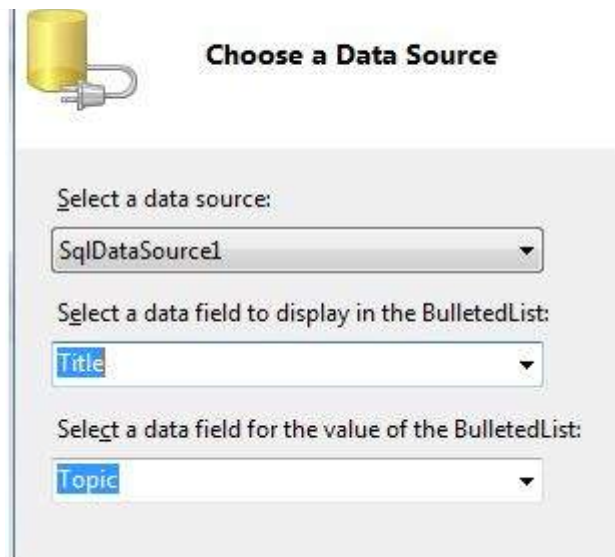 Choose a Data Source
Select a data source:
SqlDataSource1
Select a data field to display in the BulletedList:
Title
Select a data field for the value of the BulletedList:
Topic